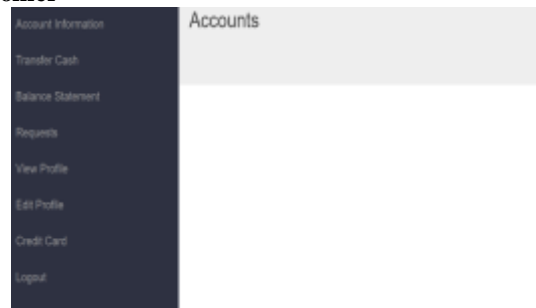 Account Information
Accounts
Transfer Cash
Balance Statement
Requests
View Profile
Edit Profile
Credit Card
Logout